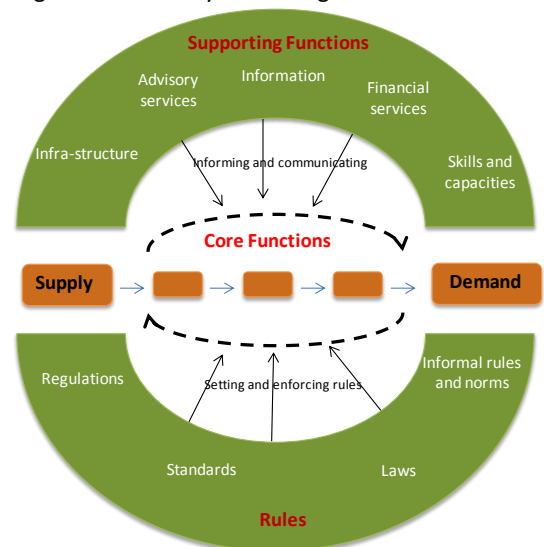 Supporting Functions
Advisory
services
Information
Financial
services
Infra-structure
Informing and communicating
Skills and
capacities
Core Functions
Supply
Demand
Regulations
Setting and enforcing rules
Informal rules
and norms
Standards
Laws
Rules